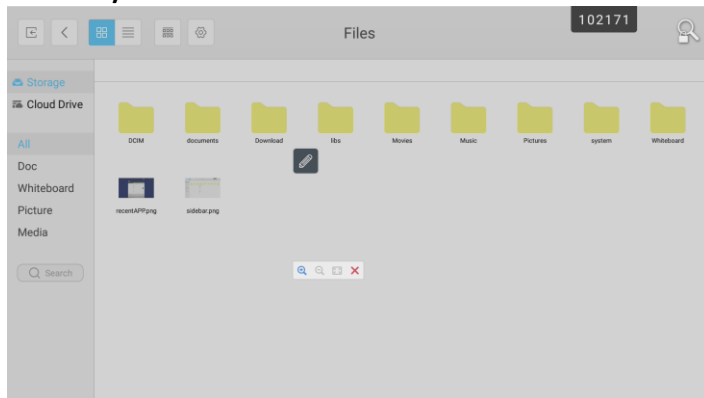 Files
102171
Storage
Cloud Drive
All
Doc
Whiteboard
Picture
Media
Search
DCIM
documents
Download
libs
Movies
Music
Pictures
system
Whiteboard
recentAPP.png
sidebar.png